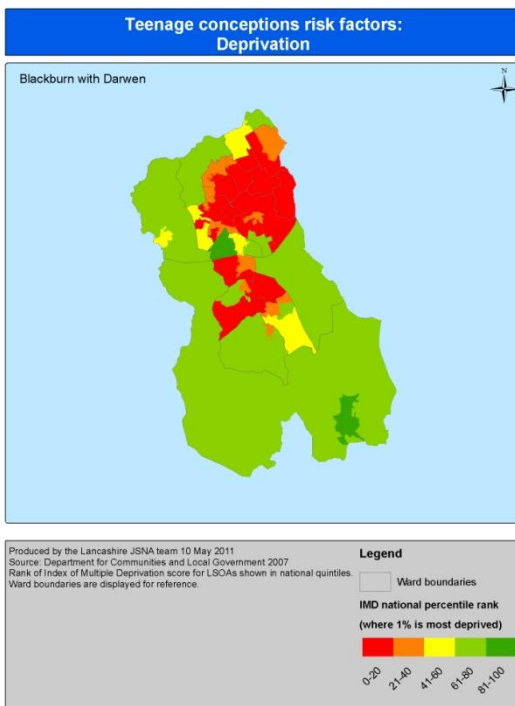 Teenage conceptions risk factors:
Deprivation
Blackburn with Darwen
N
Produced by the Lancashire JSNA team 10 May 2011
Source: Department for Communities and Local Government 2007
Rank of Index of Multiple Deprivation score for LSOAs shown in national quintiles.
Ward boundaries are displayed for reference.
Legend
Ward boundaries
IMD national percentile rank
(where 1% is most deprived)
0-20
21-40
41-60
61-80
81-100